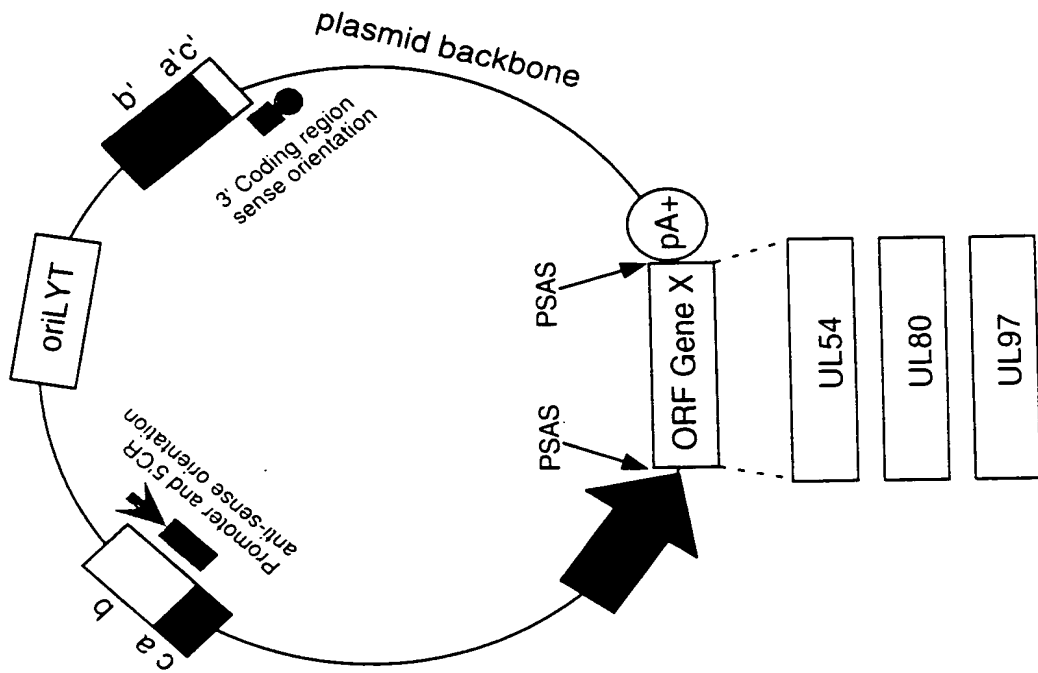 plasmid backbone
b' a'c'
3' Coding region
sense orientation
oriLYT
Promoter and 5'CR
anti-sense orientation
b
c a
PSAS
PSAS
ORF Gene X
pA+
UL54
UL80
UL97